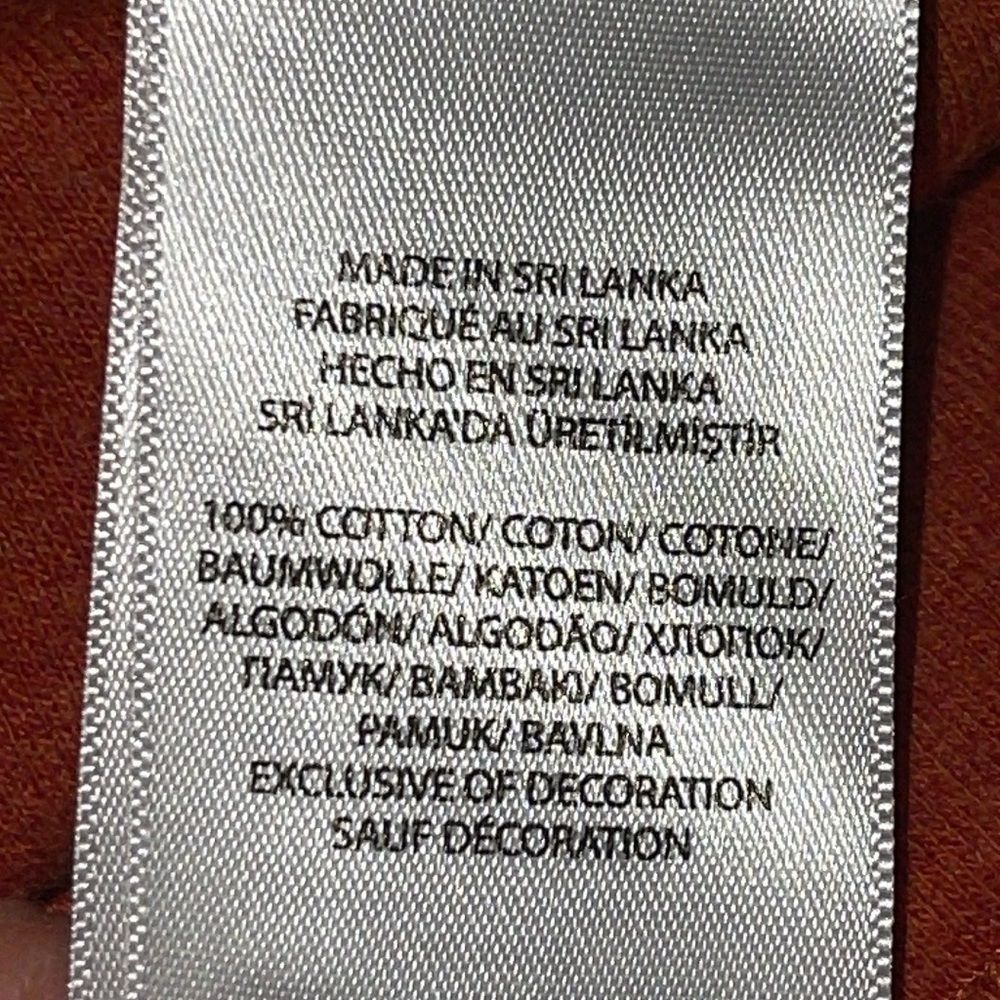 MADE IN SRI LANKA
FABRIQUÉ AU SRI LANKA
HECHO EN SRI LANKA
SRİ LANKA'DA ÜRETİLMİŞTİR
100% COTTON/ COTON/ COTONE/
BAUMWOLLE/ KATOEN/ BOMULD/
ALGODÓN/ ALGODÃO/ ХЛОПОК/
ПАМУК/ ΒΑΜΒΑΚΙ/ BOMULL/
PAMUK/ BAVLNA
EXCLUSIVE OF DECORATION
SAUF DÉCORATION